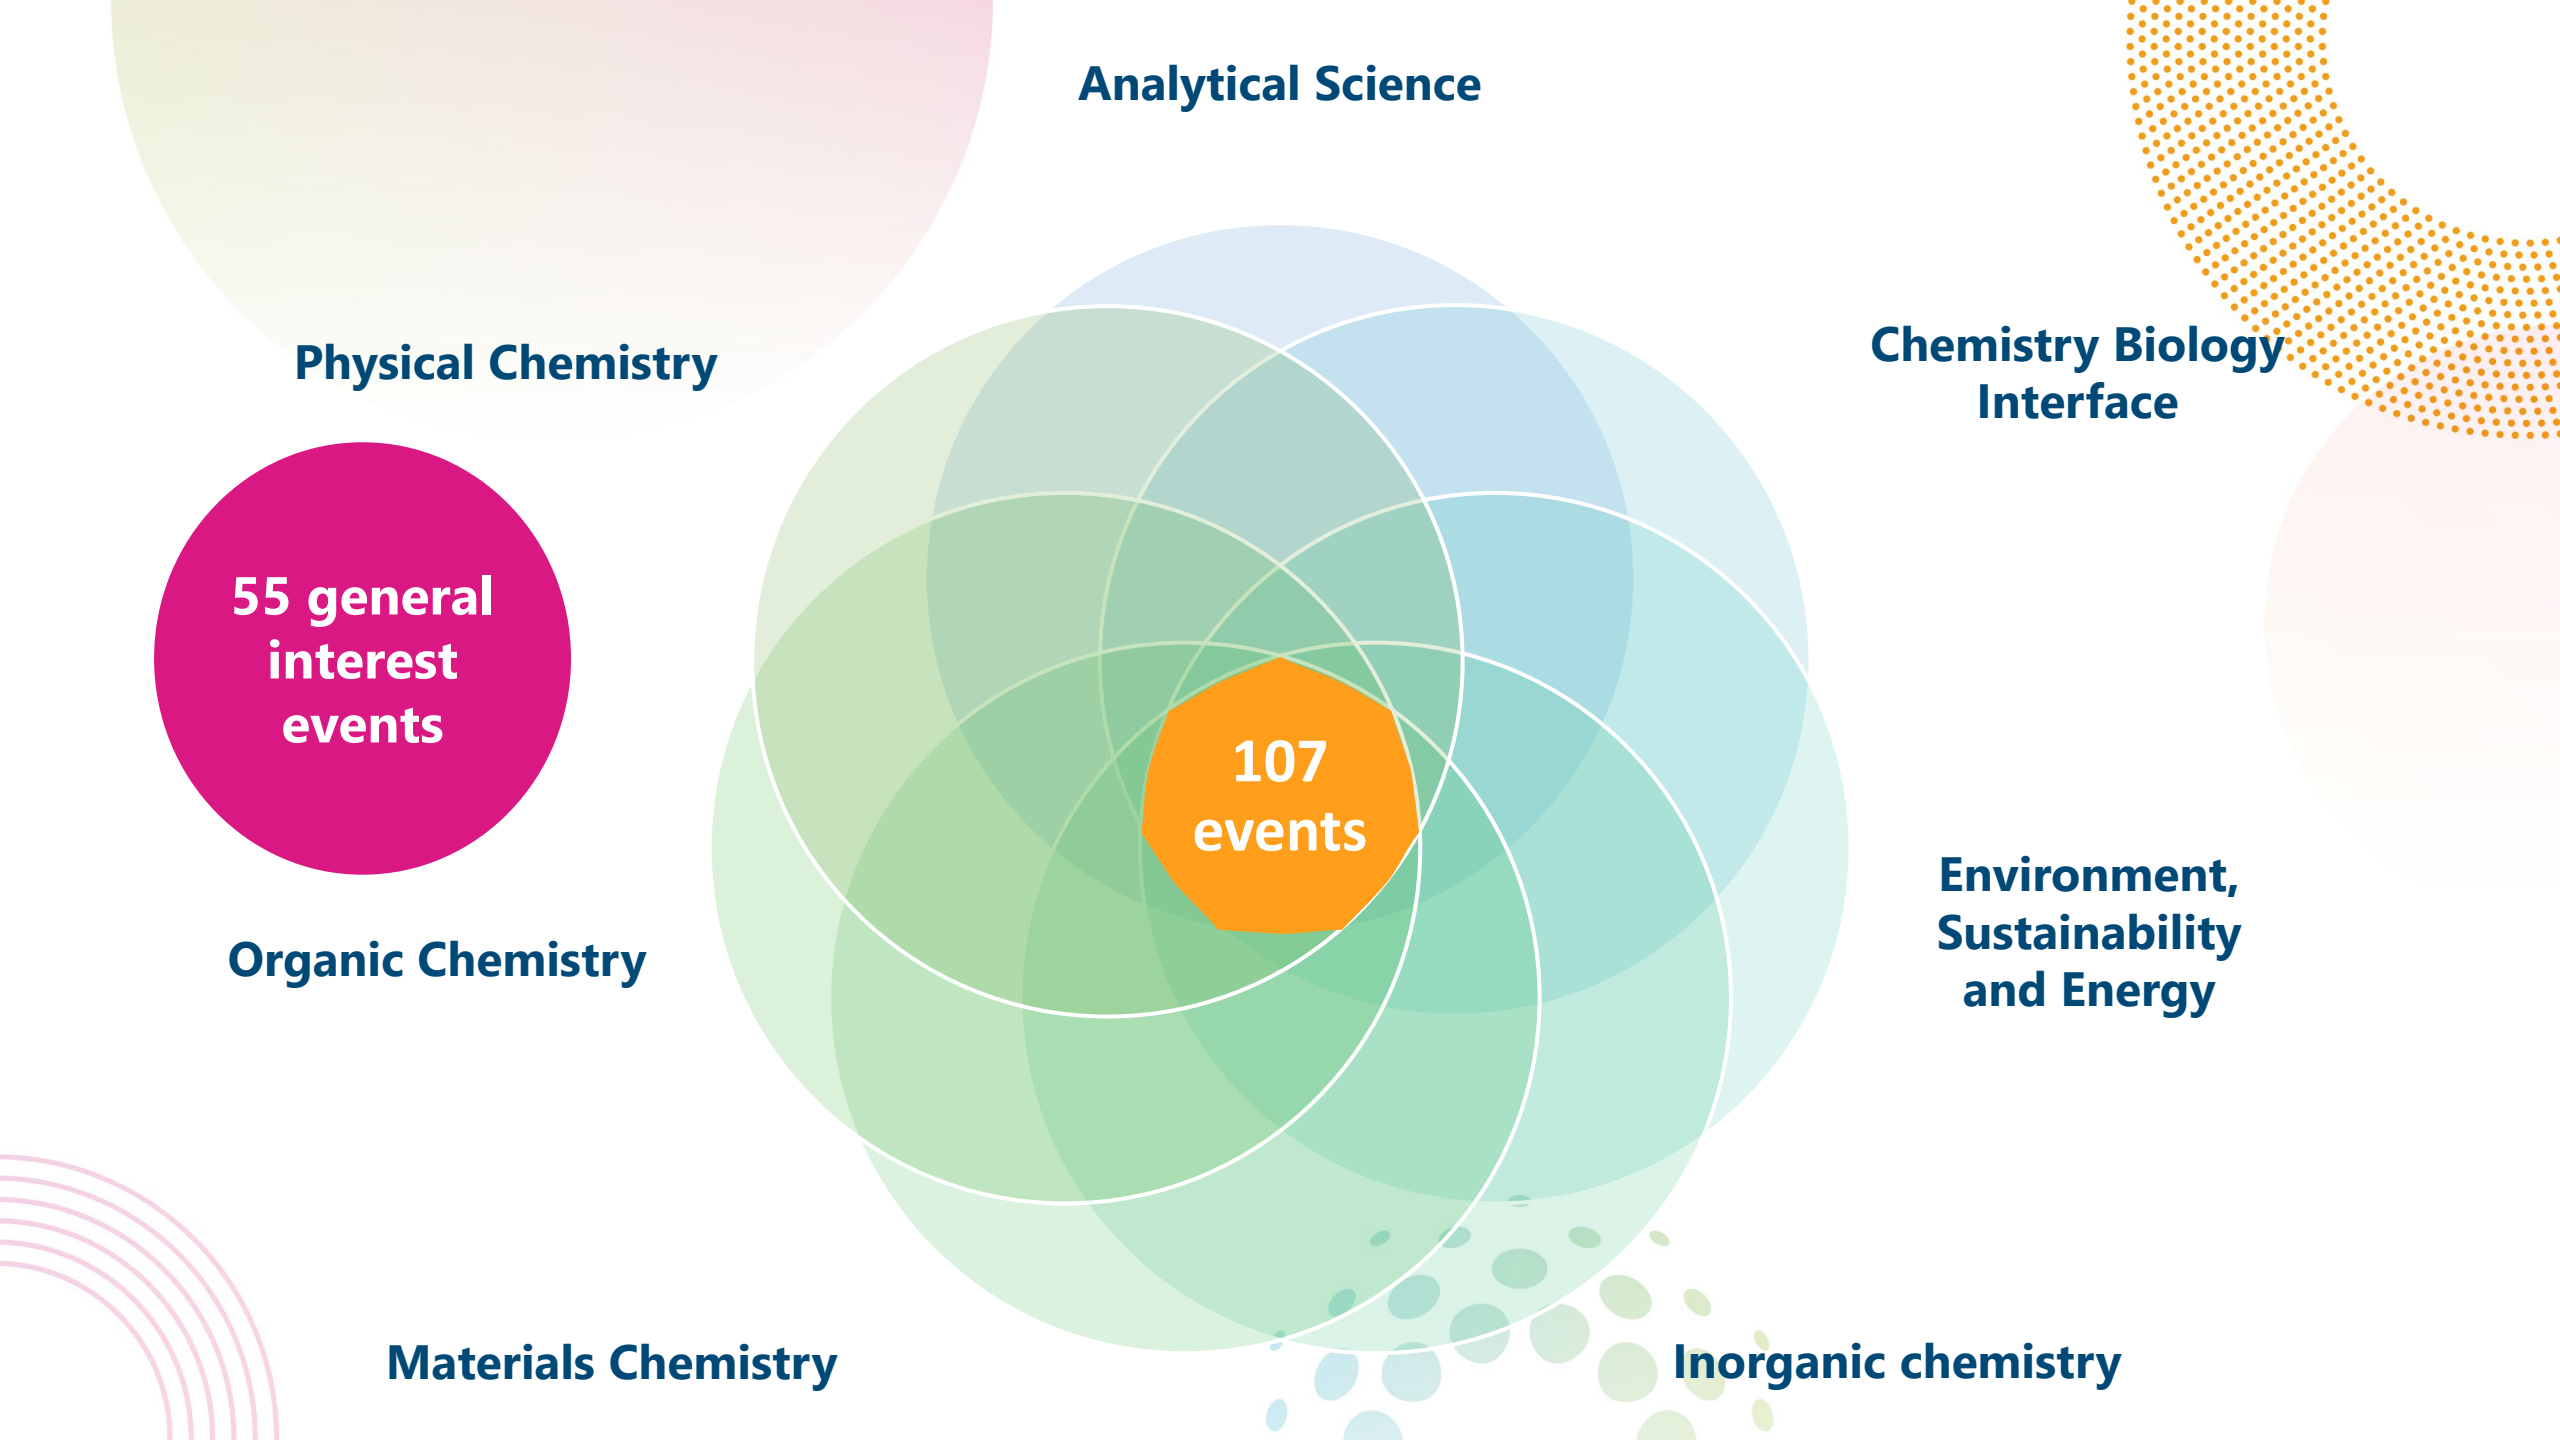 Analytical Science
Physical Chemistry
Chemistry Biology
Interface
55 general
interest
events
107
events
Environment,
Sustainability
and Energy
Organic Chemistry
Materials Chemistry
Inorganic chemistry